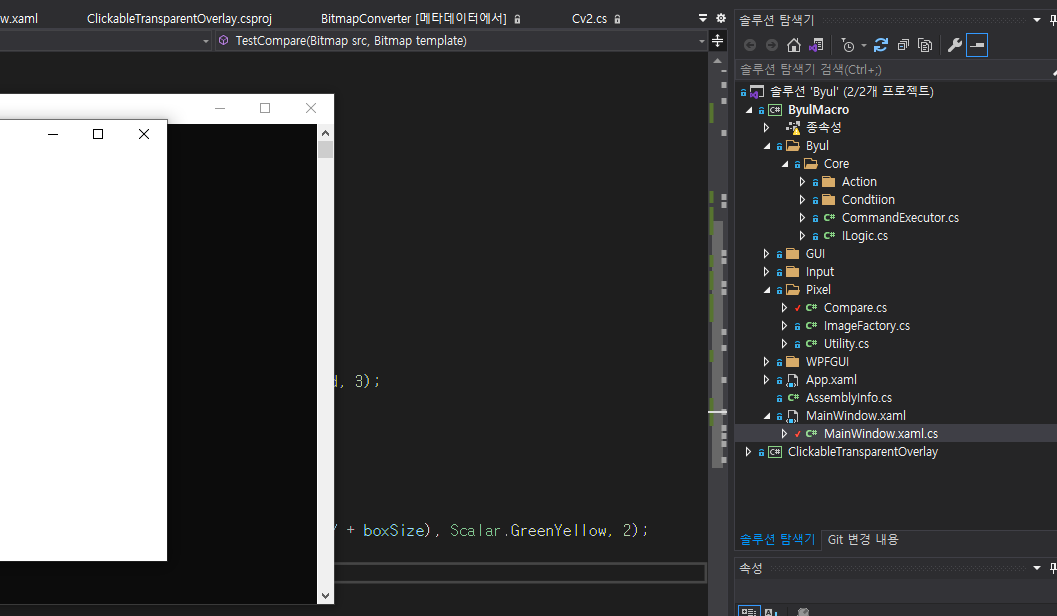 w.xaml ClickableTransparentOverlay.csproj BitmapConverter [메타데이터에서] Cv2.cs
TestCompare(Bitmap src, Bitmap template)
, 3);
+ boxSize), Scalar.GreenYellow, 2);
솔루션 탐색기
솔루션 탐색기 검색(Ctrl+;)
솔루션 'Byul' (2/2개 프로젝트)
C# ByulMacro
종속성
Byul
Core
Action
Condtiion
C# CommandExecutor.cs
C# ILogic.cs
GUI
Input
Pixel
C# Compare.cs
C# ImageFactory.cs
C# Utility.cs
WPFGUI
App.xaml
C# AssemblyInfo.cs
MainWindow.xaml
C# MainWindow.xaml.cs
C# ClickableTransparentOverlay
솔루션 탐색기 Git 변경 내용
속성